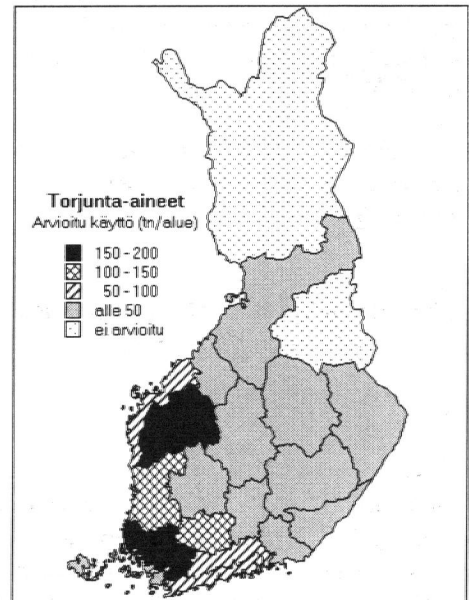 Torjunta-aineet
Arvioitu käyttö (tn/alue)
150 - 200
100 - 150
50 - 100
alle 50
ei arvioitu